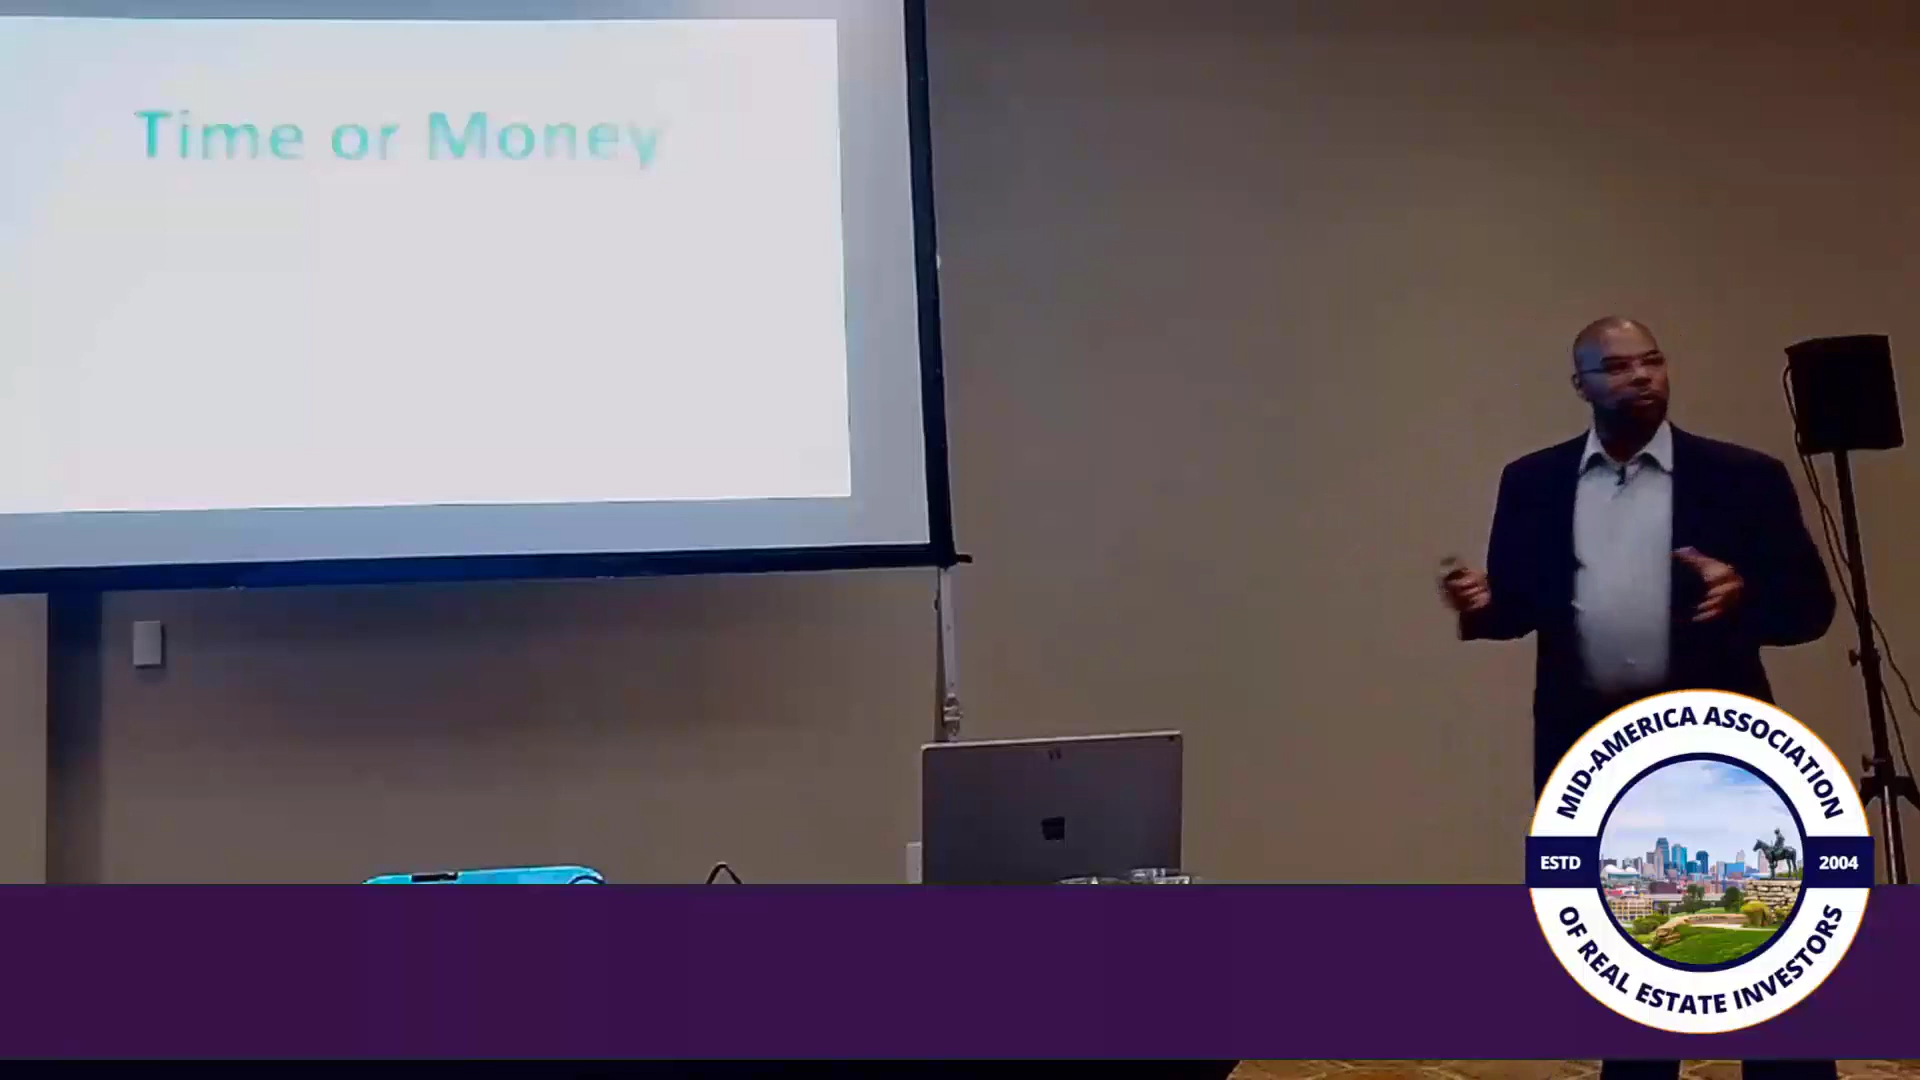 Time or Money
MID-AMERICA ASSOCIATION
ESTD 2004
OF REAL ESTATE INVESTORS